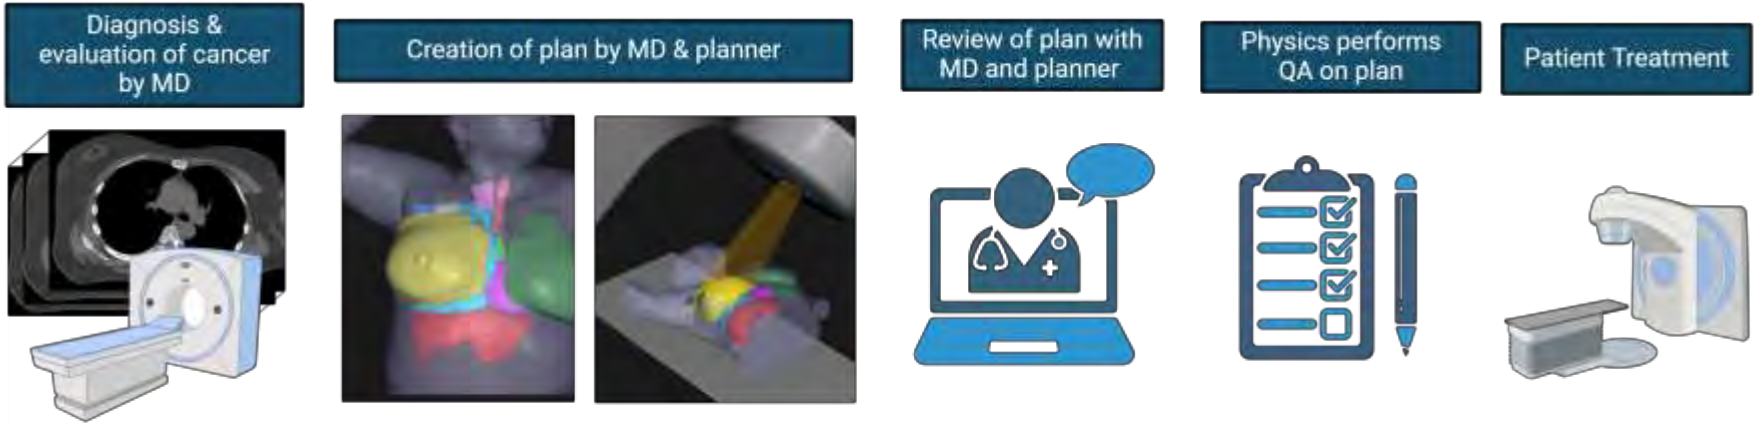 Diagnosis &
evaluation of cancer
by MD
Creation of plan by MD & planner
Review of plan with
MD and planner
Physics performs
QA on plan
Patient Treatment